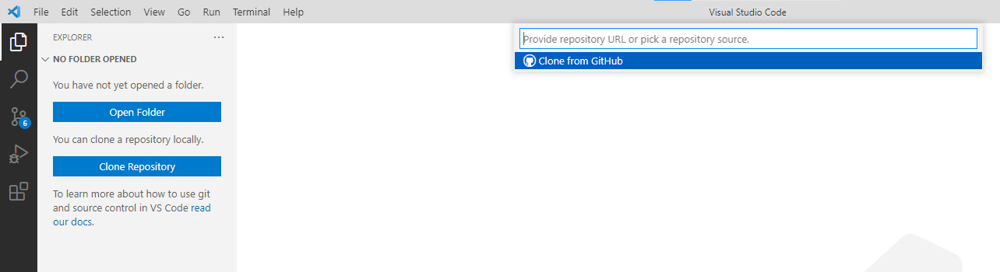 File Edit Selection View Go Run Terminal Help
Visual Studio Code
EXPLORER
NO FOLDER OPENED
You have not yet opened a folder.
Open Folder
You can clone a repository locally.
Clone Repository
To learn more about how to use git
and source control in VS Code read
our docs.
6
Provide repository URL or pick a repository source.
Clone from GitHub